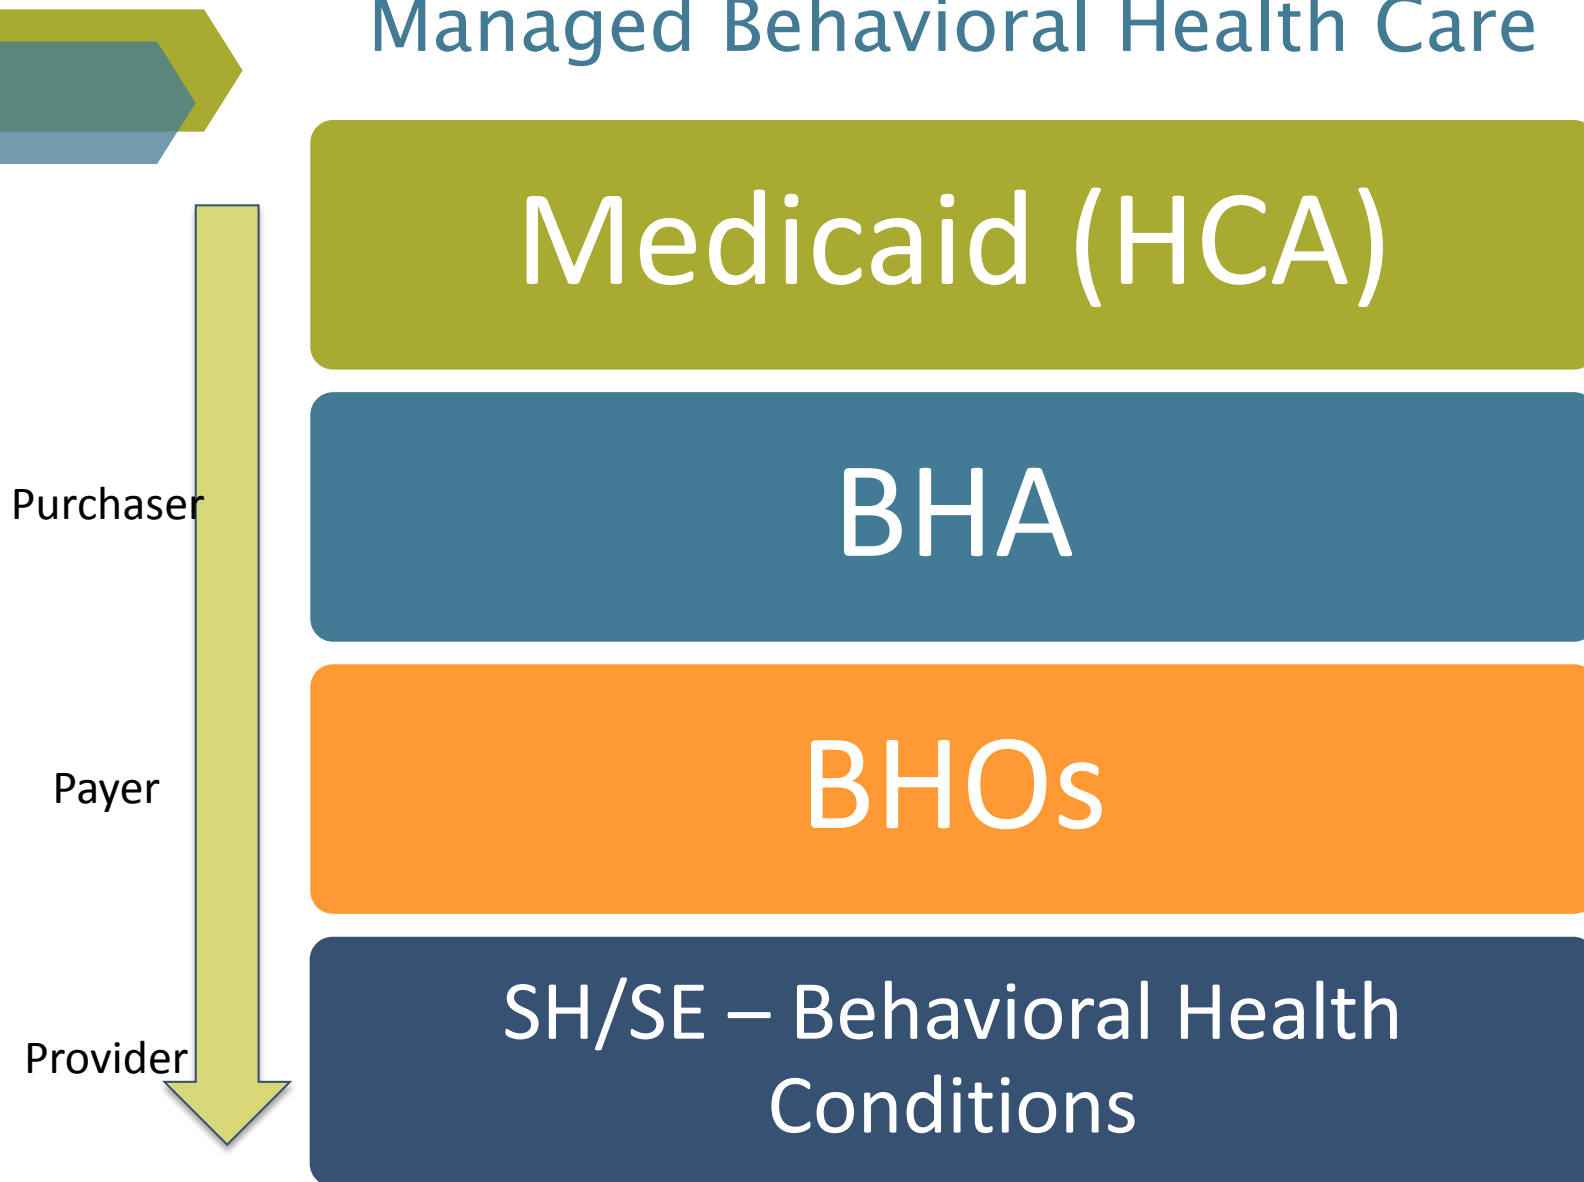 Managed Behavioral Health Care
Medicaid (HCA)
Purchaser
BHA
Payer
BHOs
Provider
SH/SE – Behavioral Health
Conditions